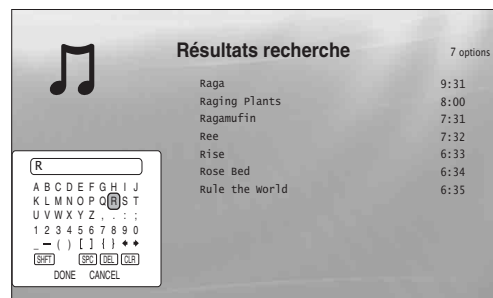 Résultats recherche 7 options
Raga 9:31
Raging Plants 8:00
Ragamufin 7:31
Ree 7:32
Rise 6:33
Rose Bed 6:34
Rule the World 6:35
R
A B C D E F G H I J
K L M N O P Q R S T
U V W X Y Z , . : ;
1 2 3 4 5 6 7 8 9 0
_ – ( ) [ ] { }
SHFT SPC DEL CLR
DONE CANCEL